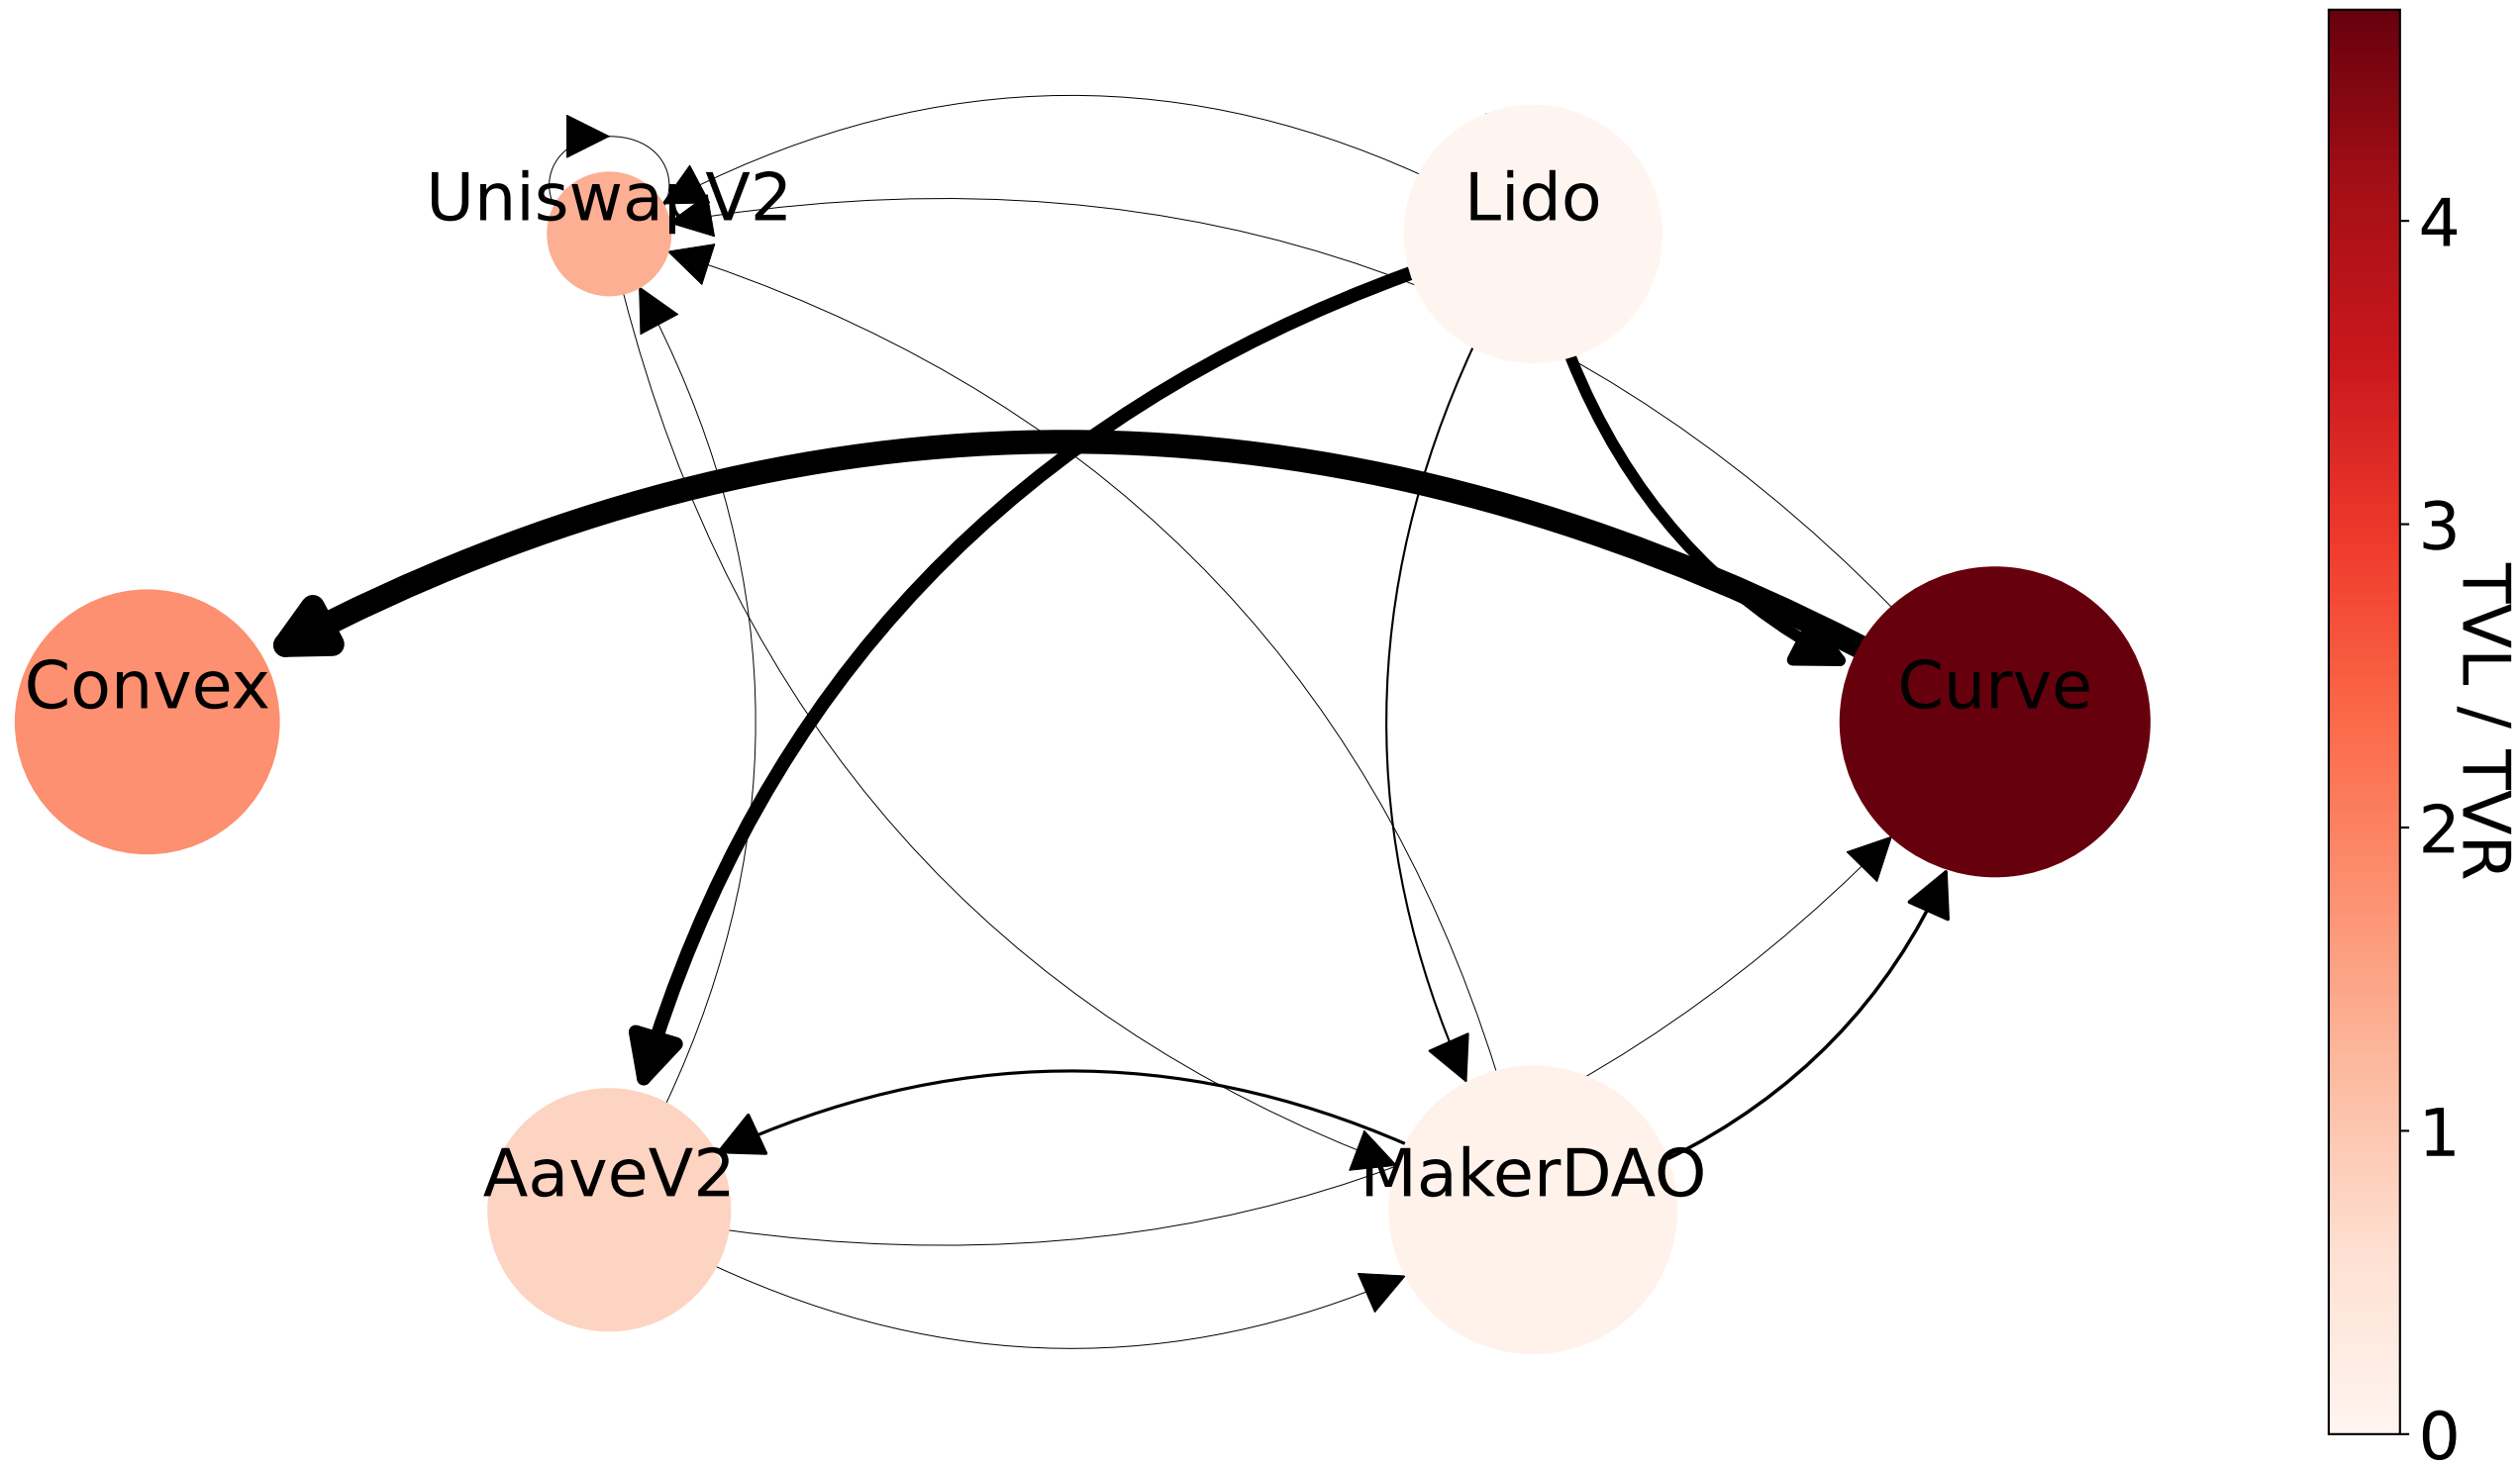 UniswapV2
Lido
Convex
Curve
AaveV2
MakerDAO
4
3
2
1
0
TVL / TVR